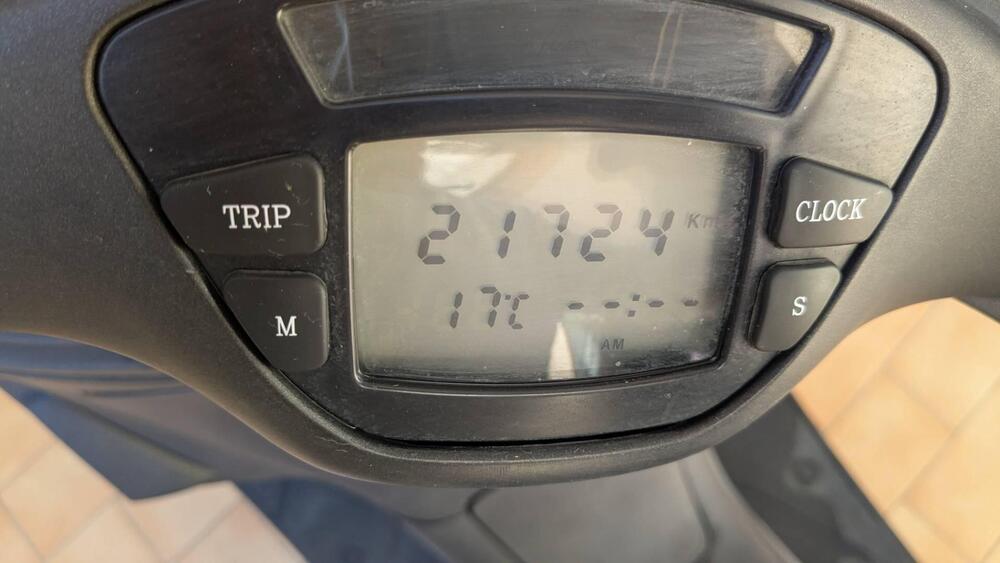 TRIP
M
21724 Km
17°C --:--
AM
CLOCK
S